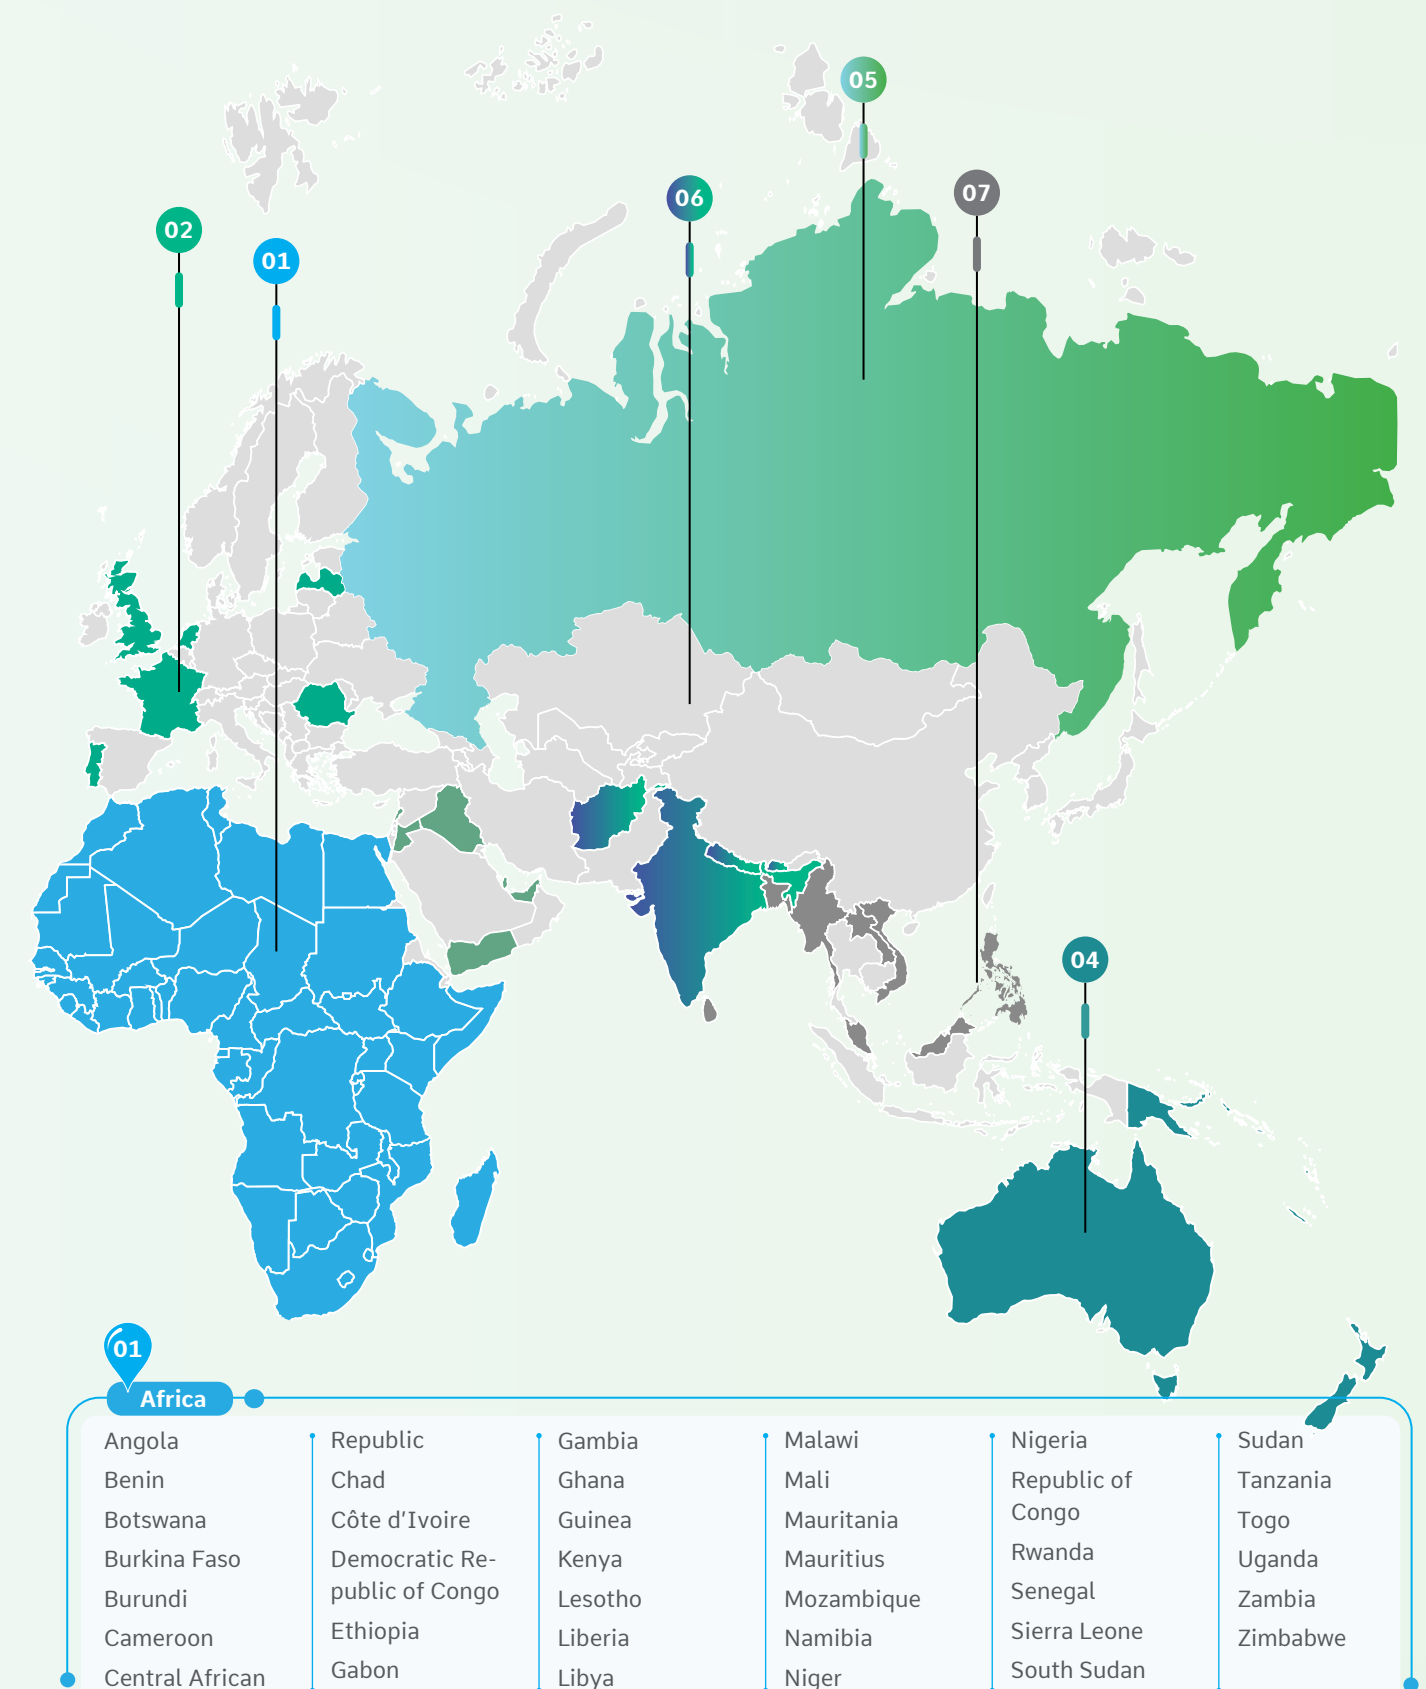 05
06
07
02
01
04
01
Africa
Angola
Benin
Botswana
Burkina Faso
Burundi
Cameroon
Central African
Republic
Chad
Côte d'Ivoire
Democratic Re-
public of Congo
Ethiopia
Gabon
Gambia
Ghana
Guinea
Kenya
Lesotho
Liberia
Libya
Malawi
Mali
Mauritania
Mauritius
Mozambique
Namibia
Niger
Nigeria
Republic of
Congo
Rwanda
Senegal
Sierra Leone
South Sudan
Sudan
Tanzania
Togo
Uganda
Zambia
Zimbabwe